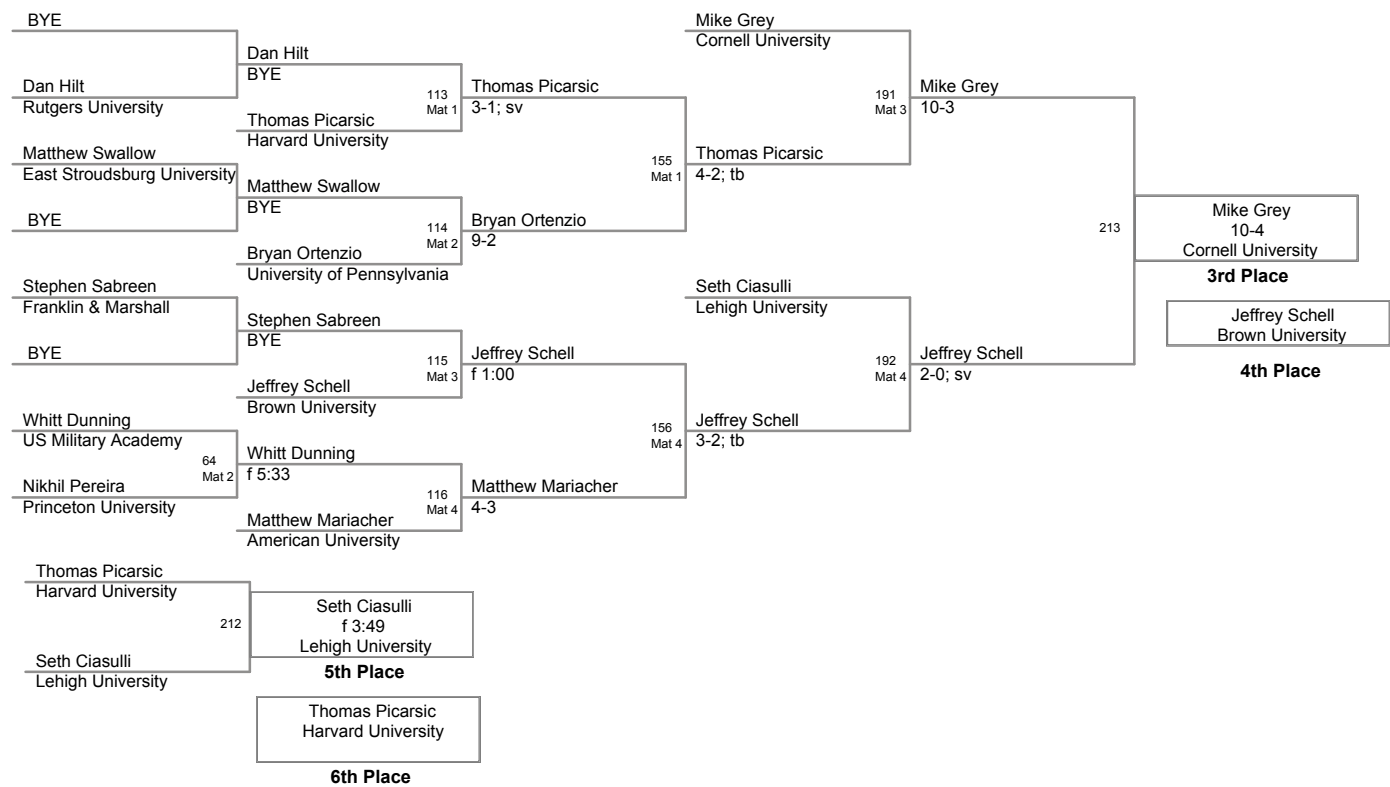 BYE
Dan Hilt
Rutgers University
Matthew Swallow
East Stroudsburg University
BYE
Stephen Sabreen
Franklin & Marshall
BYE
Whitt Dunning
US Military Academy
Nikhil Pereira
Princeton University
64
Mat 2
Dan Hilt
BYE
Thomas Picarsic
Harvard University
113
Mat 1
Matthew Swallow
BYE
Bryan Ortenzio
University of Pennsylvania
114
Mat 2
Stephen Sabreen
BYE
Jeffrey Schell
Brown University
115
Mat 3
Whitt Dunning
f 5:33
Matthew Mariacher
American University
116
Mat 4
Thomas Picarsic
3-1; sv
Bryan Ortenzio
9-2
155
Mat 1
Jeffrey Schell
f 1:00
Matthew Mariacher
4-3
156
Mat 4
Mike Grey
Cornell University
Thomas Picarsic
4-2; tb
191
Mat 3
Seth Ciasulli
Lehigh University
Jeffrey Schell
3-2; tb
192
Mat 4
Mike Grey
10-3
Jeffrey Schell
2-0; sv
213
Mike Grey
10-4
Cornell University
3rd Place
Jeffrey Schell
Brown University
4th Place
Thomas Picarsic
Harvard University
Seth Ciasulli
Lehigh University
212
Seth Ciasulli
f 3:49
Lehigh University
5th Place
Thomas Picarsic
Harvard University
6th Place